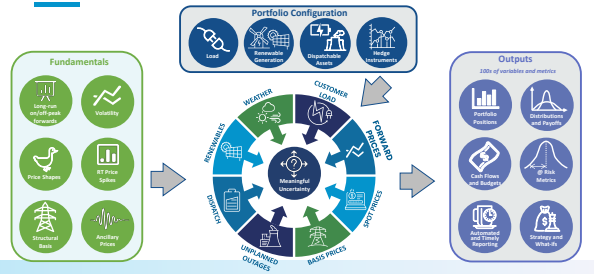 Portfolio Configuration
Load
Renewable
Generation
Dispatchable
Assets
Hedge
Instruments
Fundamentals
Long-run
on/off-peak
forwards
Volatility
Price Shapes
RT Price
Spikes
Structural
Basis
Ancillary
Prices
WEATHER
CUSTOMER
LOAD
FORWARD
PRICES
SPOT PRICES
BASIS PRICES
UNPLANNED
OUTAGES
DISPATCH
RENEWABLES
Meaningful
Uncertainty
Outputs
100s of variables and metrics
Portfolio
Positions
Distributions
and Payoffs
Cash Flows
and Budgets
@ Risk
Metrics
Automated
and Timely
Reporting
Strategy and
What-ifs